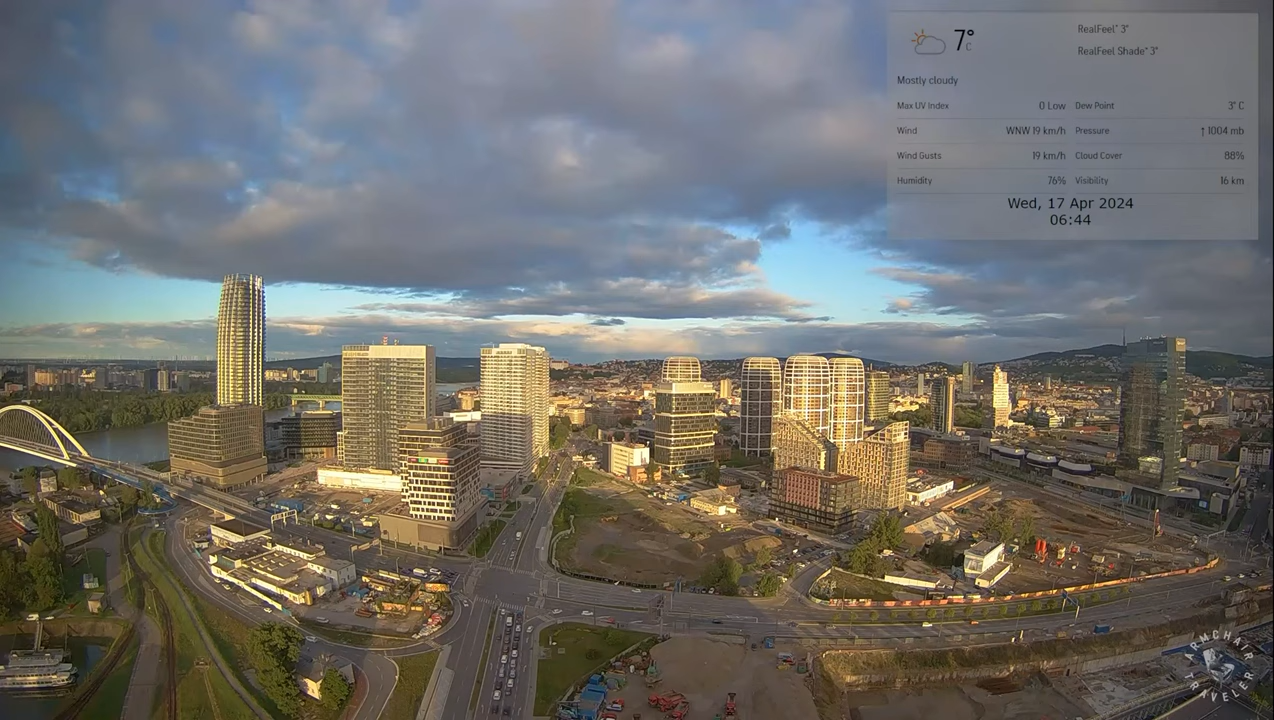 7°
C
RealFeel® 3°
RealFeel Shade™ 3°
Mostly cloudy
Max UV Index 0 Low Dew Point 3° C
Wind WNW 19 km/h Pressure ↑ 1004 mb
Wind Gusts 19 km/h Cloud Cover 88%
Humidity 76% Visibility 16 km
Wed, 17 Apr 2024
06:44
ARMCHAIR
TRAVELER